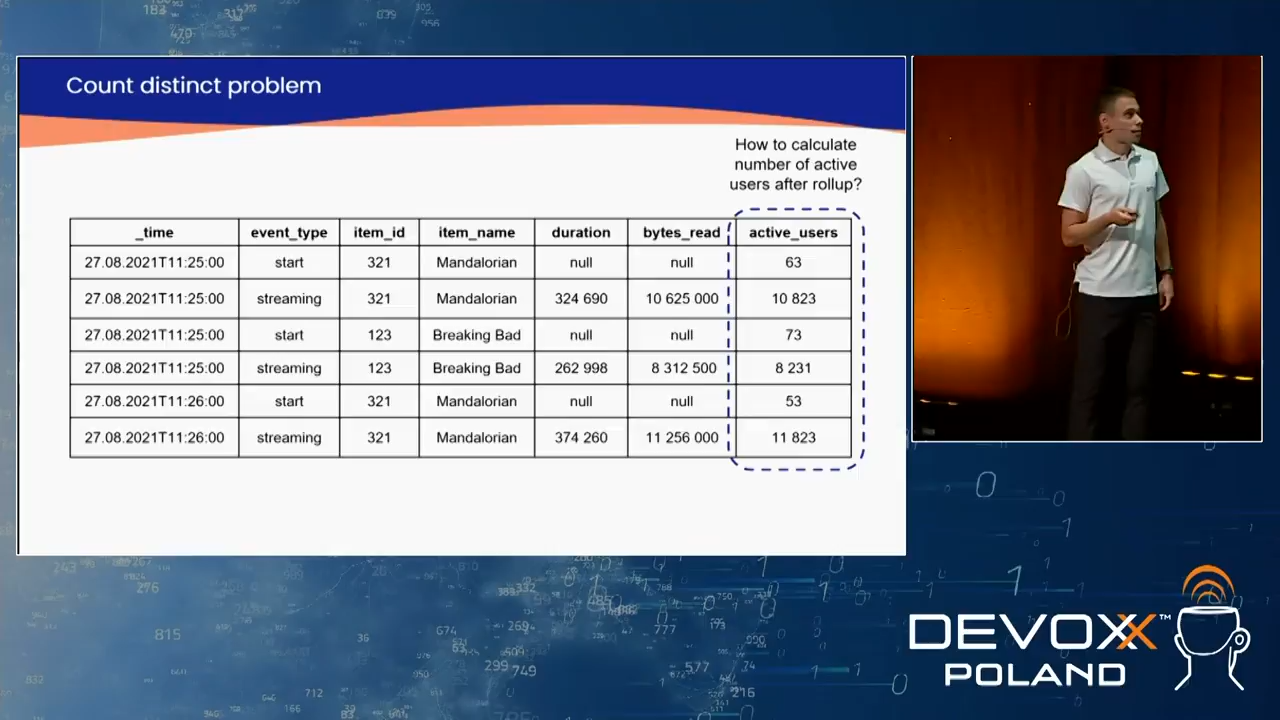 Count distinct problem
How to calculate
number of active
users after rollup?
_time event_type item_id item_name duration bytes_read active_users
27.08.2021T11:25:00 start 321 Mandalorian null null 63
27.08.2021T11:25:00 streaming 321 Mandalorian 324 690 10 625 000 10 823
27.08.2021T11:25:00 start 123 Breaking Bad null null 73
27.08.2021T11:25:00 streaming 123 Breaking Bad 262 998 8 312 500 8 231
27.08.2021T11:26:00 start 321 Mandalorian null null 53
27.08.2021T11:26:00 streaming 321 Mandalorian 374 260 11 256 000 11 823
DEVOXX™
POLAND